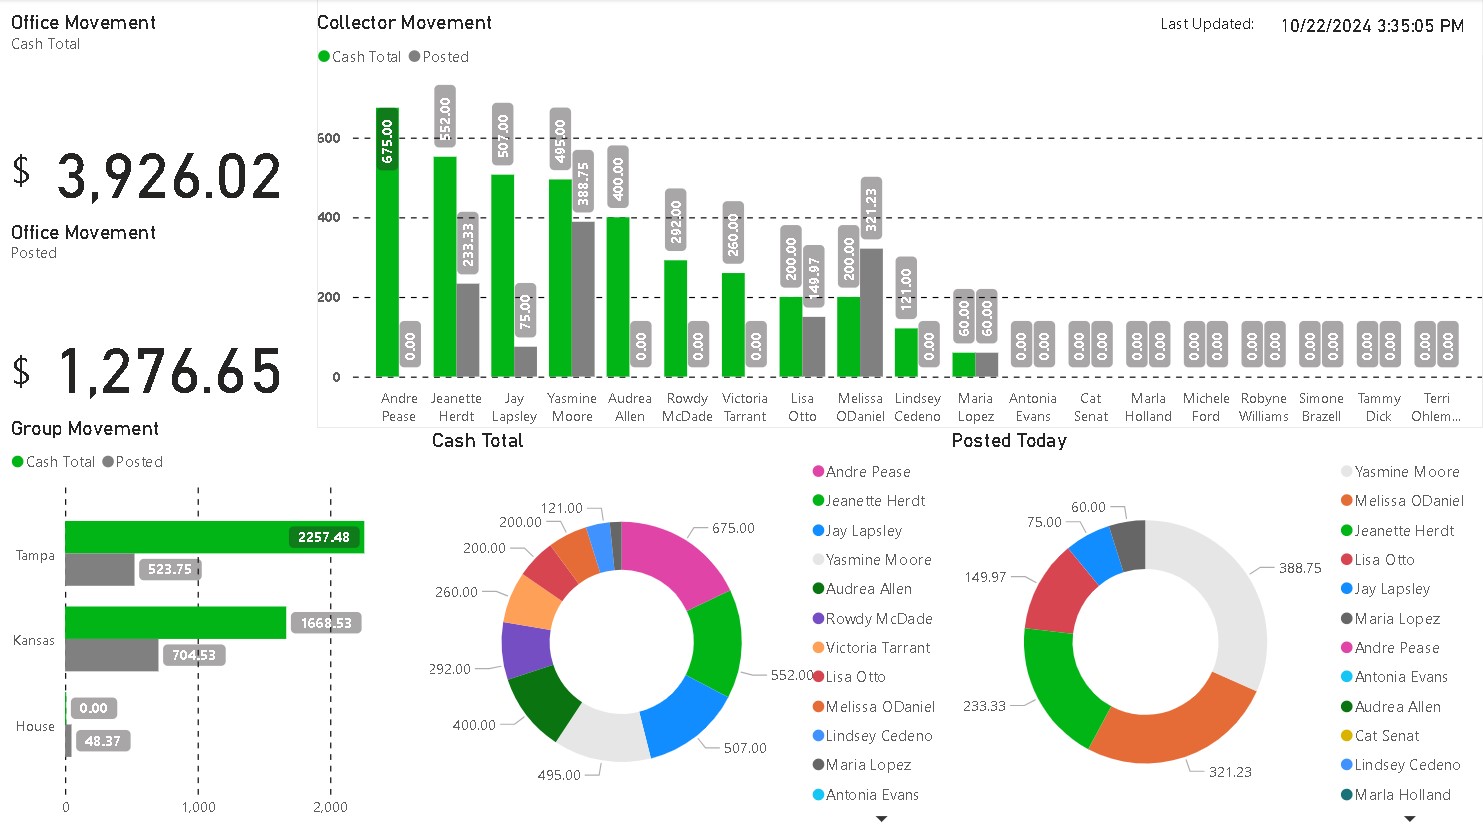 Office Movement
Cash Total
$ 3,926.02
Office Movement
Posted
$ 1,276.65
Collector Movement
Last Updated: 10/22/2024 3:35:05 PM
Cash Total Posted
600
400
200
0
675.00 0.00 552.00 233.33 507.00 75.00 495.00 388.75 400.00 0.00 292.00 0.00 260.00 0.00 200.00 149.97 200.00 321.23 121.00 0.00 60.00 60.00 0.00 0.00 0.00 0.00 0.00 0.00 0.00 0.00 0.00 0.00 0.00 0.00 0.00 0.00 0.00 0.00
Andre Pease
Jeanette Herdt
Jay Lapsley
Yasmine Moore
Audrea Allen
Rowdy McDade
Victoria Tarrant
Lisa Otto
Melissa ODaniel
Lindsey Cedeno
Maria Lopez
Antonia Evans
Cat Senat
Marla Holland
Michele Ford
Robyne Williams
Simone Brazell
Tammy Dick
Terri Ohlem...
Group Movement
Cash Total Posted
Tampa 2257.48
523.75
Kansas 1668.53
704.53
House 0.00
48.37
0 1,000 2,000
Cash Total
675.00
552.00
507.00
495.00
400.00
292.00
260.00
200.00
200.00
121.00
Andre Pease
Jeanette Herdt
Jay Lapsley
Yasmine Moore
Audrea Allen
Rowdy McDade
Victoria Tarrant
Lisa Otto
Melissa ODaniel
Lindsey Cedeno
Maria Lopez
Antonia Evans
Posted Today
388.75
321.23
233.33
149.97
75.00
60.00
Yasmine Moore
Melissa ODaniel
Jeanette Herdt
Lisa Otto
Jay Lapsley
Maria Lopez
Andre Pease
Antonia Evans
Audrea Allen
Cat Senat
Lindsey Cedeno
Marla Holland